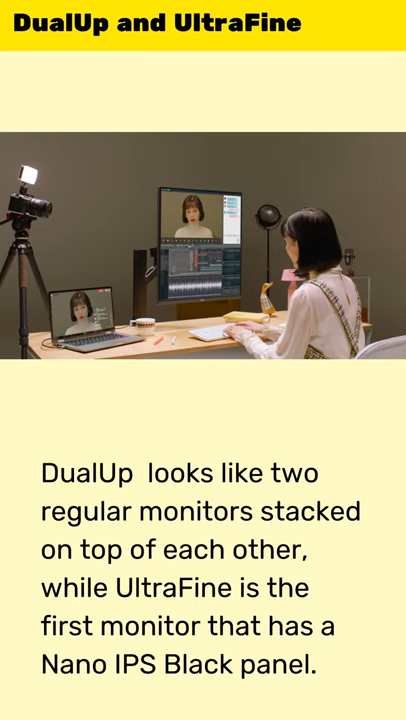 DualUp and UltraFine
DualUp looks like two
regular monitors stacked
on top of each other,
while UltraFine is the
first monitor that has a
Nano IPS Black panel.